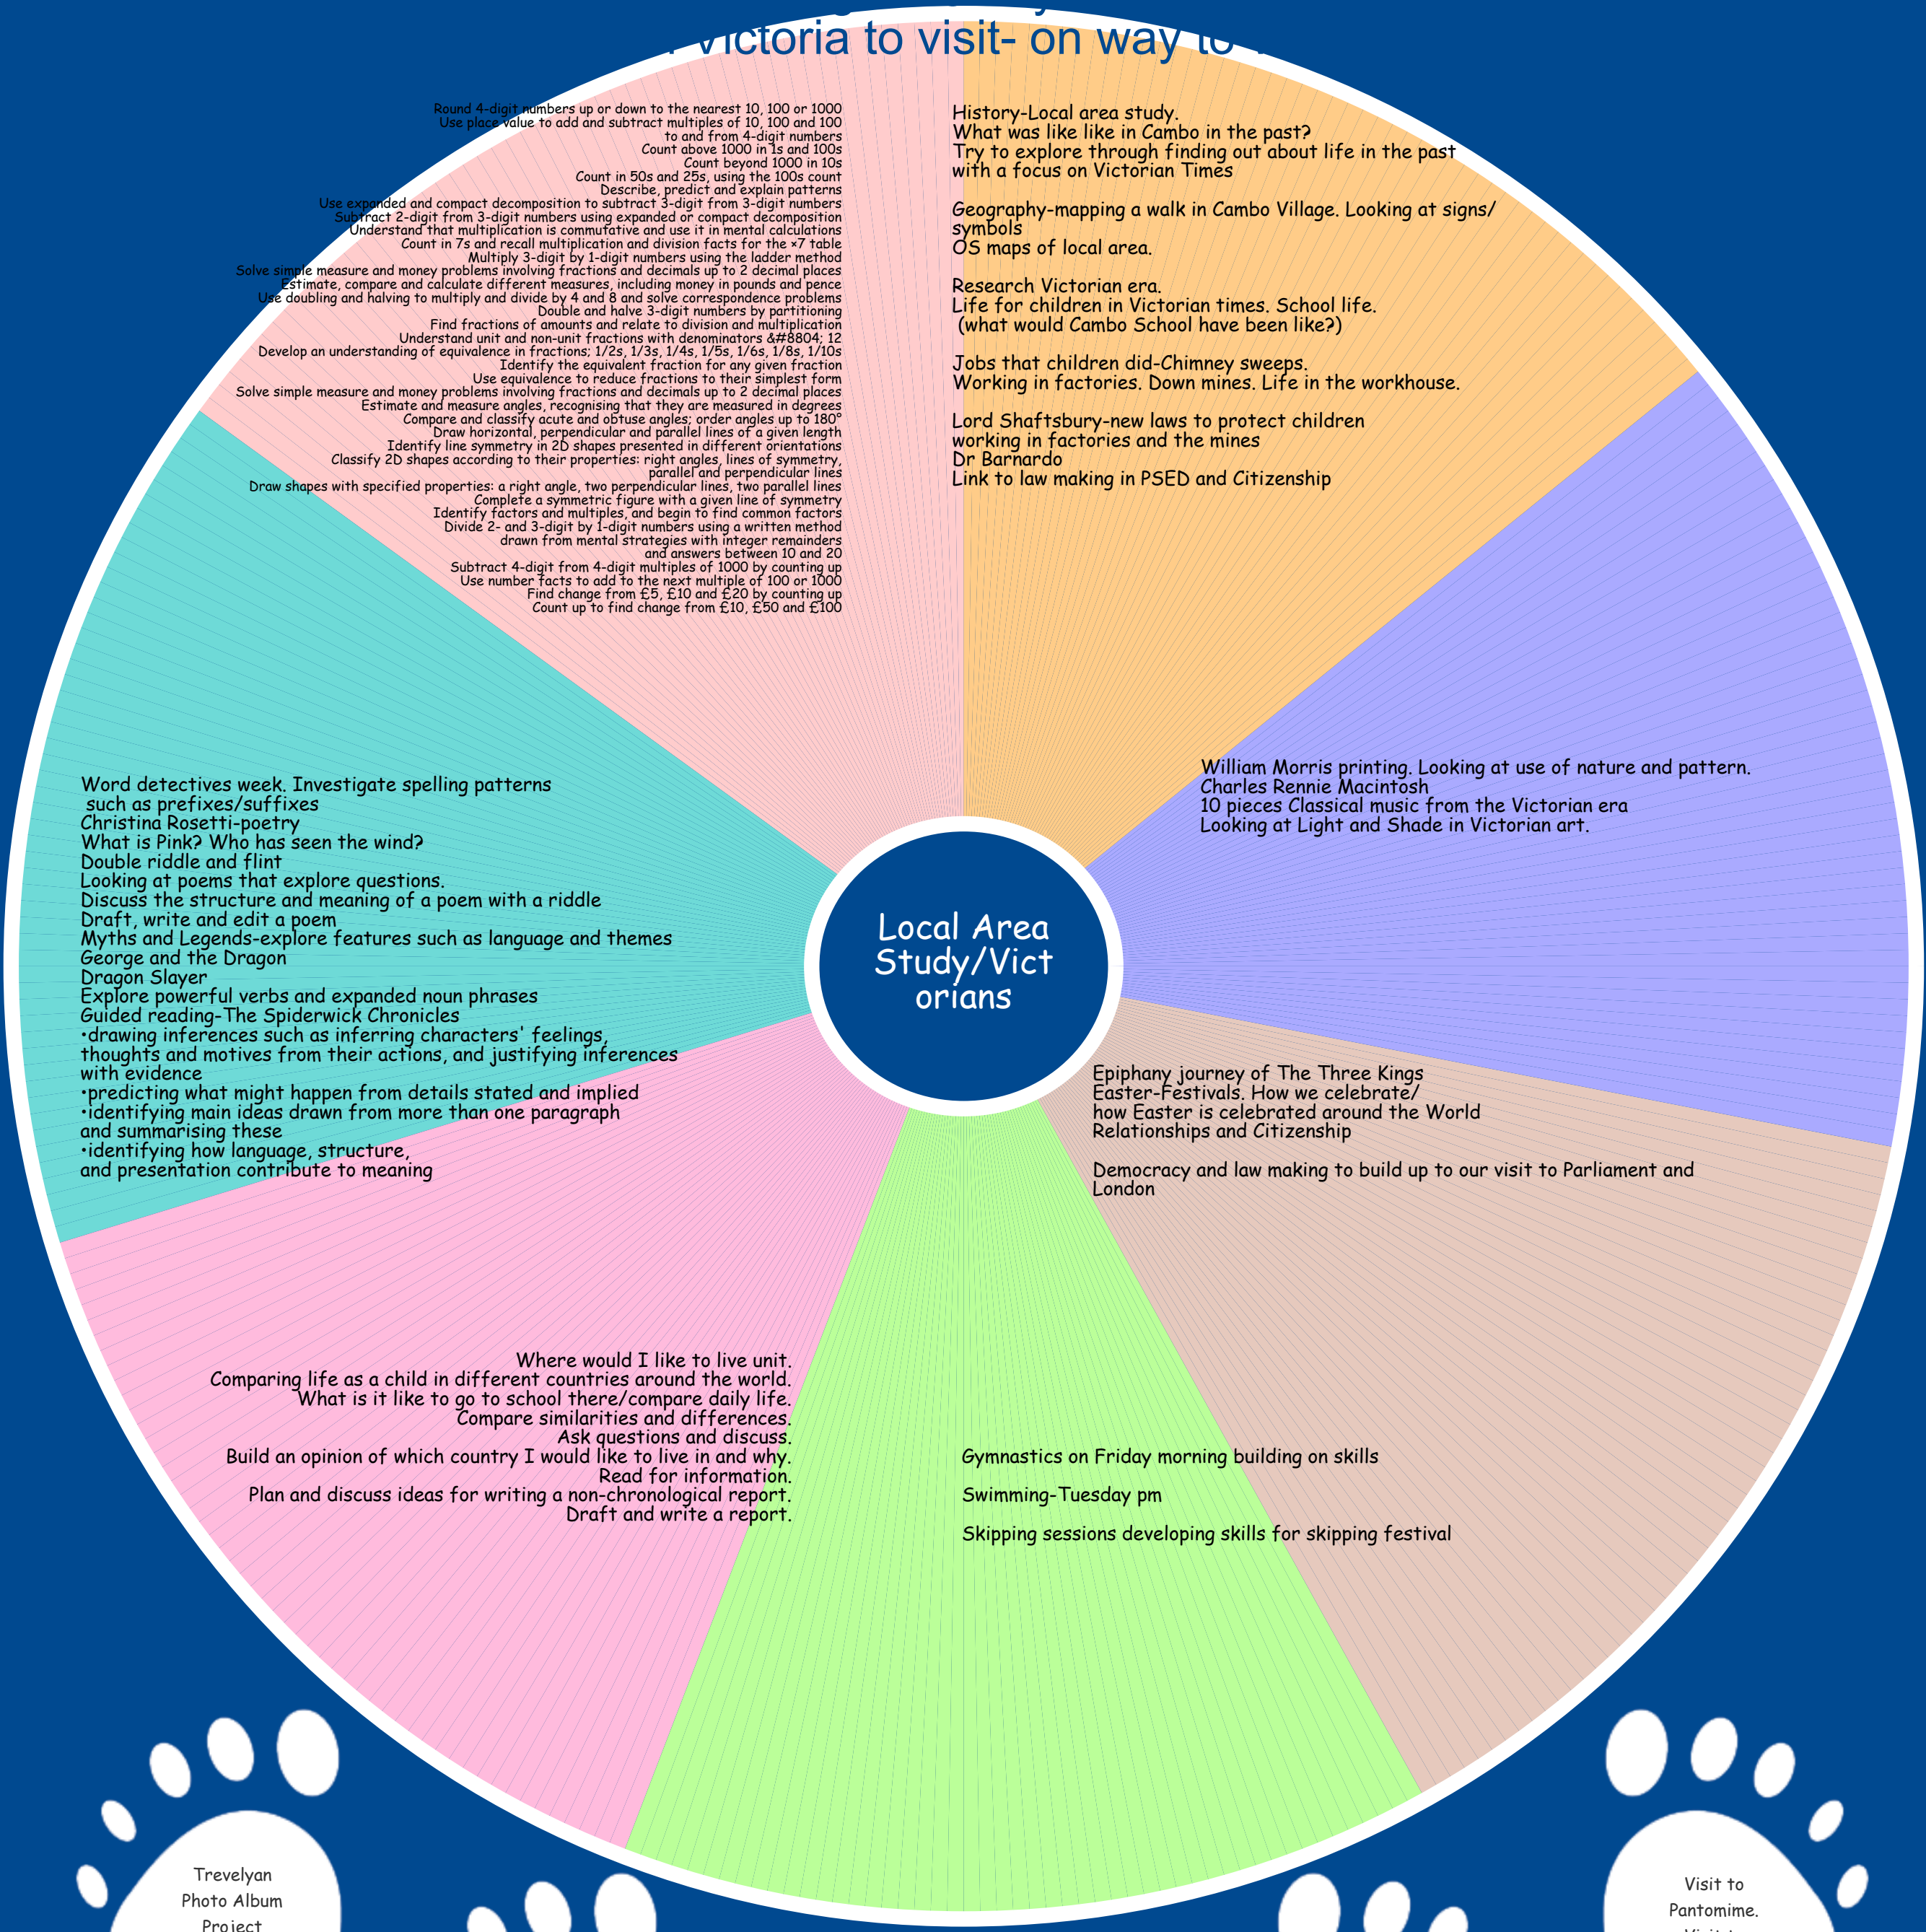 Victoria to visit- on way to
Round 4-digit numbers up or down to the nearest 10, 100 or 1000
Use place value to add and subtract multiples of 10, 100 and 100
to and from 4-digit numbers
Count above 1000 in 1s and 100s
Count beyond 1000 in 10s
Count in 50s and 25s, using the 100s count
Describe, predict and explain patterns
Use expanded and compact decomposition to subtract 3-digit from 3-digit numbers
Subtract 2-digit from 3-digit numbers using expanded or compact decomposition
Understand that multiplication is commutative and use it in mental calculations
Count in 7s and recall multiplication and division facts for the ×7 table
Multiply 3-digit by 1-digit numbers using the ladder method
Solve simple measure and money problems involving fractions and decimals up to 2 decimal places
Estimate, compare and calculate different measures, including money in pounds and pence
Use doubling and halving to multiply and divide by 4 and 8 and solve correspondence problems
Double and halve 3-digit numbers by partitioning
Find fractions of amounts and relate to division and multiplication
Understand unit and non-unit fractions with denominators &#8804; 12
Develop an understanding of equivalence in fractions; 1/2s, 1/3s, 1/4s, 1/5s, 1/6s, 1/8s, 1/10s
Identify the equivalent fraction for any given fraction
Use equivalence to reduce fractions to their simplest form
Solve simple measure and money problems involving fractions and decimals up to 2 decimal places
Estimate and measure angles, recognising that they are measured in degrees
Compare and classify acute and obtuse angles; order angles up to 180°
Draw horizontal, perpendicular and parallel lines of a given length
Identify line symmetry in 2D shapes presented in different orientations
Classify 2D shapes according to their properties: right angles, lines of symmetry,
parallel and perpendicular lines
Draw shapes with specified properties: a right angle, two perpendicular lines, two parallel lines
Complete a symmetric figure with a given line of symmetry
Identify factors and multiples, and begin to find common factors
Divide 2- and 3-digit by 1-digit numbers using a written method
drawn from mental strategies with integer remainders
and answers between 10 and 20
Subtract 4-digit from 4-digit multiples of 1000 by counting up
Use number facts to add to the next multiple of 100 or 1000
Find change from £5, £10 and £20 by counting up
Count up to find change from £10, £50 and £100
History-Local area study.
What was like like in Cambo in the past?
Try to explore through finding out about life in the past
with a focus on Victorian Times
Geography-mapping a walk in Cambo Village. Looking at signs/
symbols
OS maps of local area.
Research Victorian era.
Life for children in Victorian times. School life.
(what would Cambo School have been like?)
Jobs that children did-Chimney sweeps.
Working in factories. Down mines. Life in the workhouse.
Lord Shaftsbury-new laws to protect children
working in factories and the mines
Dr Barnardo
Link to law making in PSED and Citizenship
William Morris printing. Looking at use of nature and pattern.
Charles Rennie Macintosh
10 pieces Classical music from the Victorian era
Looking at Light and Shade in Victorian art.
Word detectives week. Investigate spelling patterns
such as prefixes/suffixes
Christina Rosetti-poetry
What is Pink? Who has seen the wind?
Double riddle and flint
Looking at poems that explore questions.
Discuss the structure and meaning of a poem with a riddle
Draft, write and edit a poem
Myths and Legends-explore features such as language and themes
George and the Dragon
Dragon Slayer
Explore powerful verbs and expanded noun phrases
Guided reading-The Spiderwick Chronicles
•drawing inferences such as inferring characters' feelings,
thoughts and motives from their actions, and justifying inferences
with evidence
•predicting what might happen from details stated and implied
•identifying main ideas drawn from more than one paragraph
and summarising these
•identifying how language, structure,
and presentation contribute to meaning
Local Area
Study/Vict
orians
Epiphany journey of The Three Kings
Easter-Festivals. How we celebrate/
how Easter is celebrated around the World
Relationships and Citizenship
Democracy and law making to build up to our visit to Parliament and
London
Where would I like to live unit.
Comparing life as a child in different countries around the world.
What is it like to go to school there/compare daily life.
Compare similarities and differences.
Ask questions and discuss.
Build an opinion of which country I would like to live in and why.
Read for information.
Plan and discuss ideas for writing a non-chronological report.
Draft and write a report.
Gymnastics on Friday morning building on skills
Swimming-Tuesday pm
Skipping sessions developing skills for skipping festival
Trevelyan
Photo Album
Project
Visit to
Pantomime.